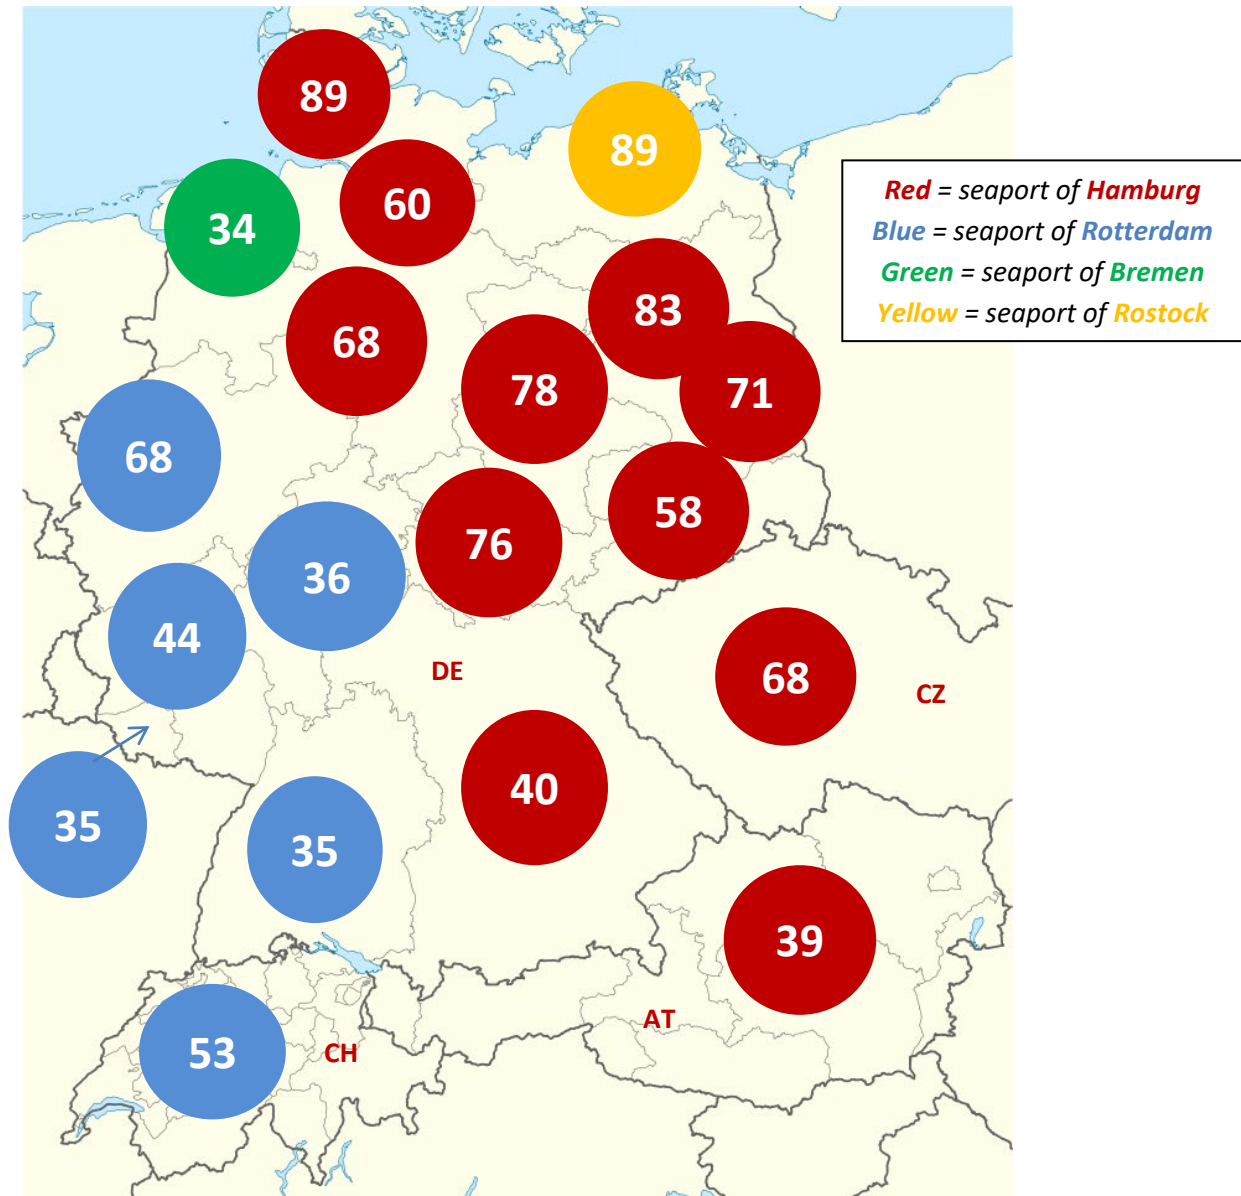 89
89
Red = seaport of Hamburg
Blue = seaport of Rotterdam
Green = seaport of Bremen
Yellow = seaport of Rostock
60
34
83
68
78
71
68
58
76
36
44
DE
68
CZ
40
35
35
39
AT
53
CH